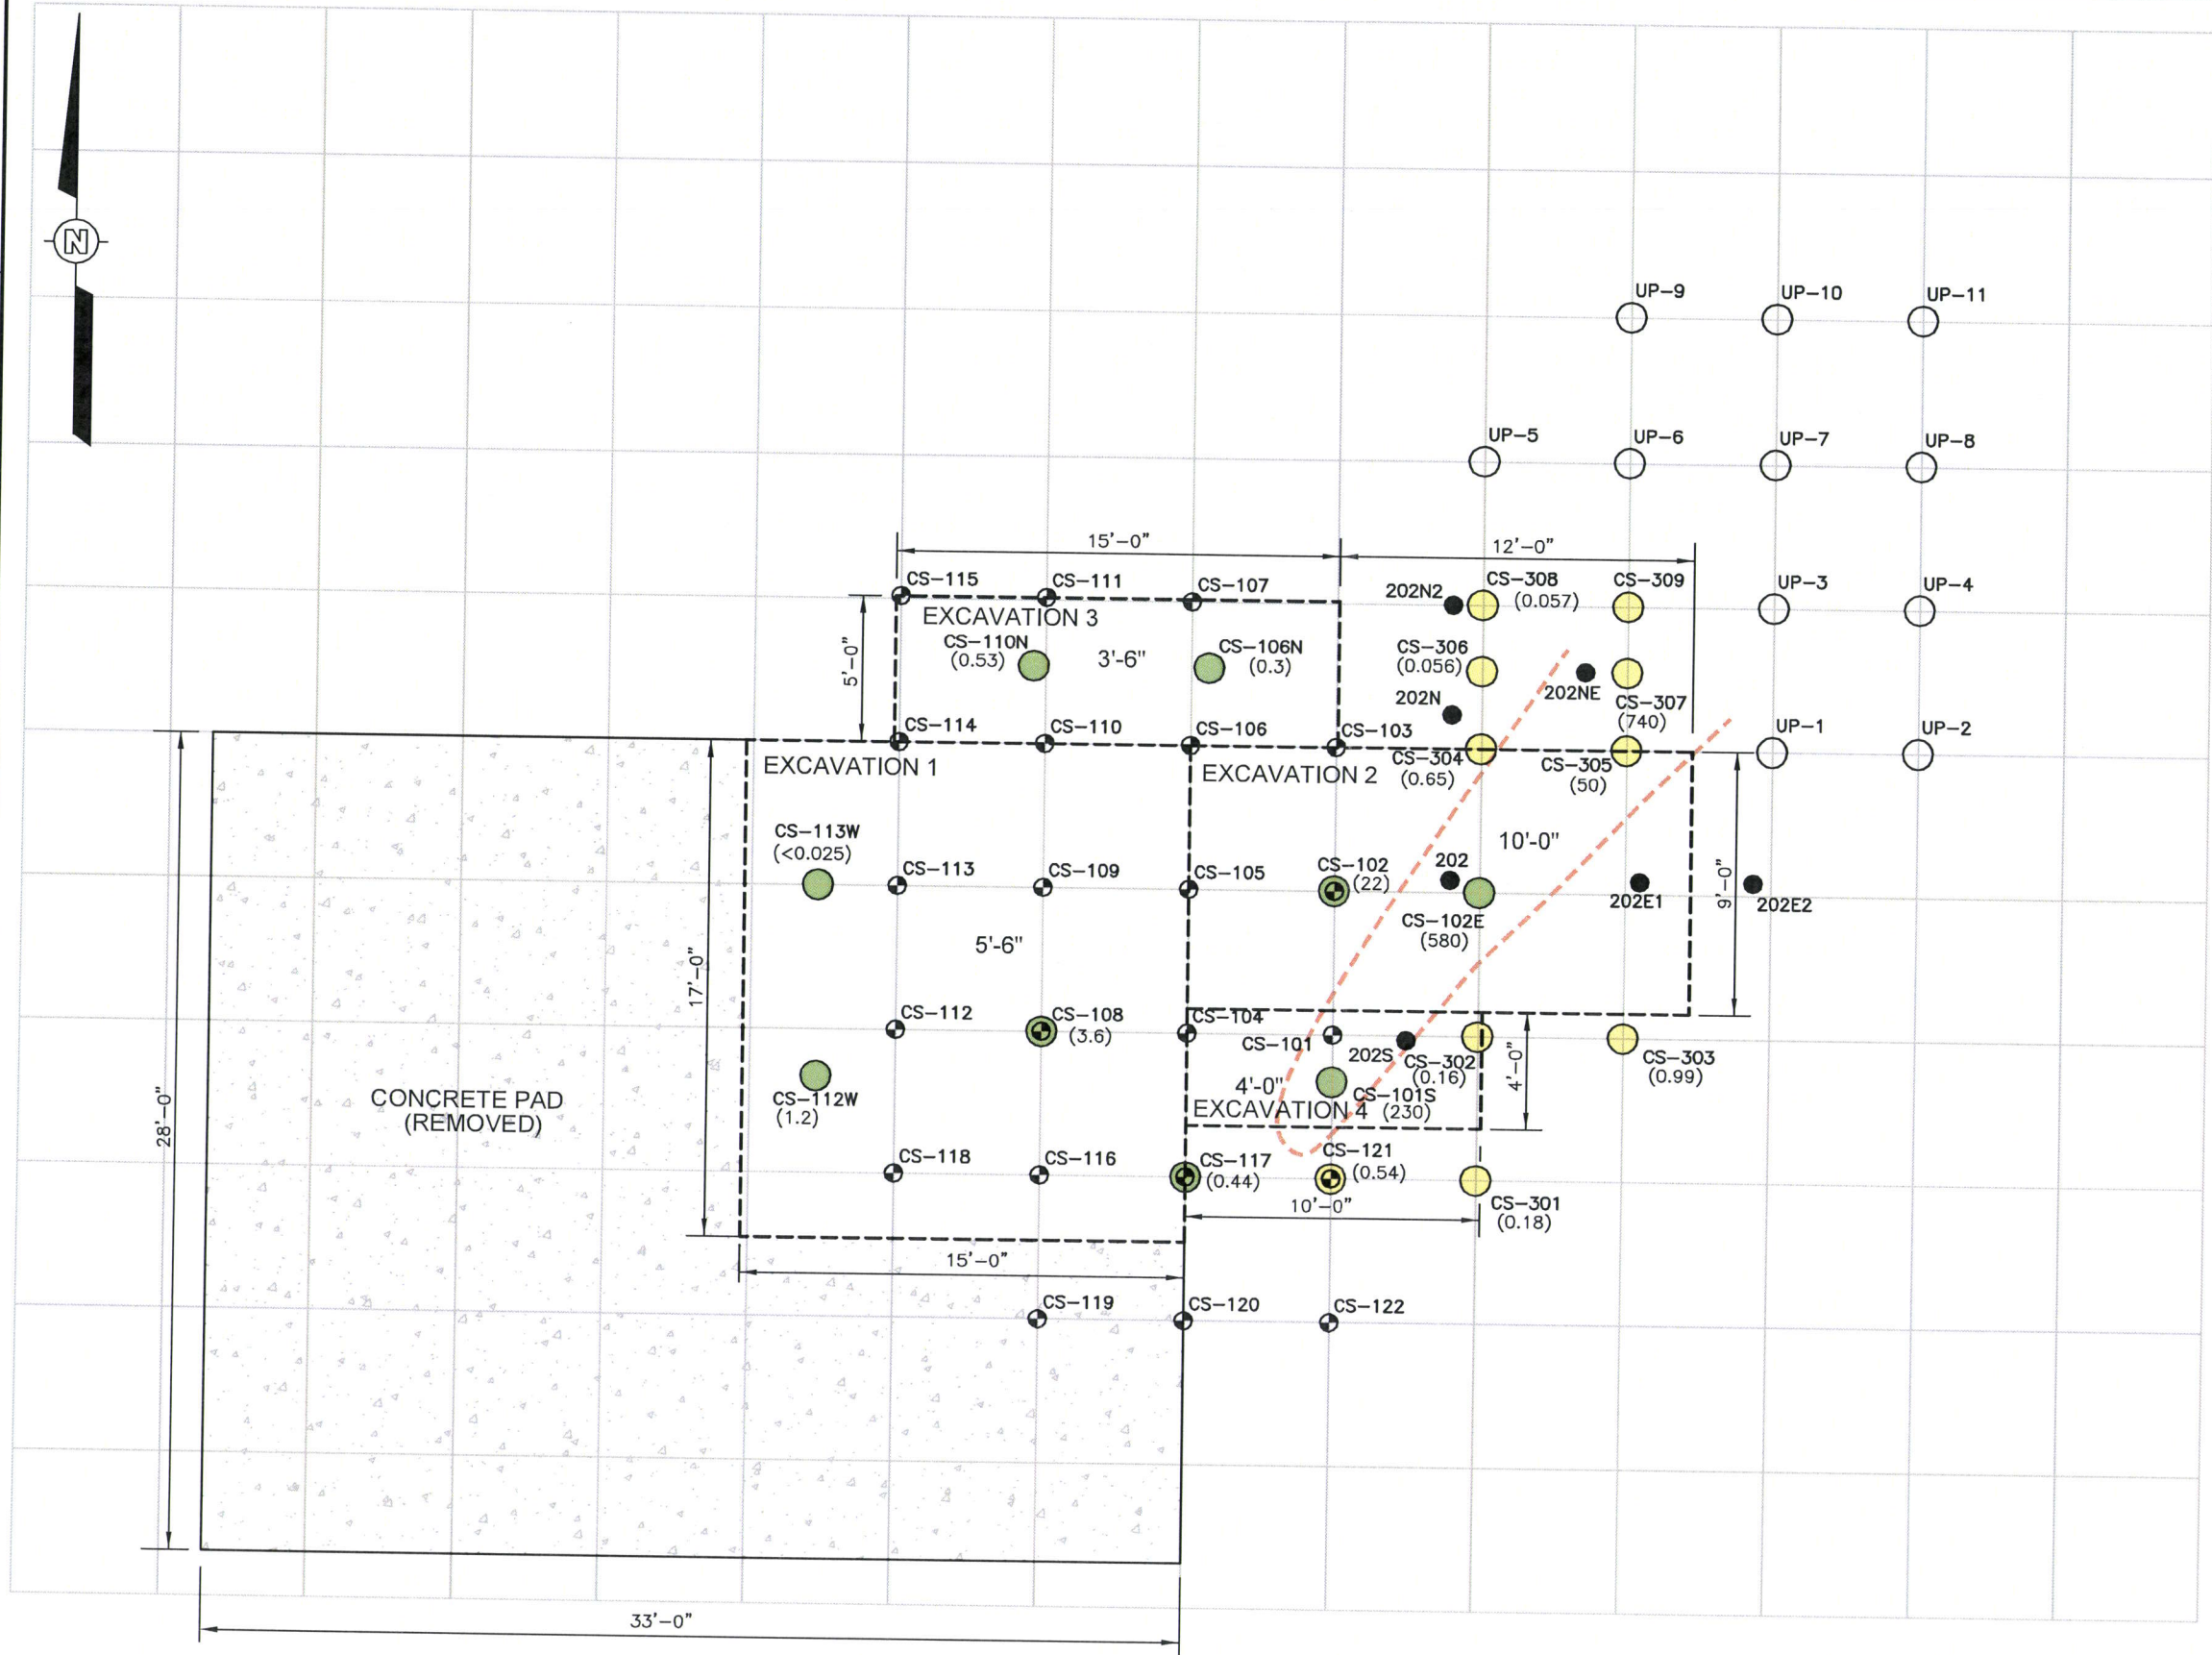 N
UP-9
UP-10
UP-11
UP-5
UP-6
UP-7
UP-8
15'-0"
12'-0"
CS-115
CS-111
CS-107
202N2
CS-308
(0.057)
CS-309
UP-3
UP-4
EXCAVATION 3
CS-110N
(0.53)
3'-6"
CS-106N
(0.3)
5'-0"
CS-306
(0.056)
202N
202NE
CS-307
(740)
CS-114
CS-110
CS-106
CS-103
UP-1
UP-2
EXCAVATION 1
EXCAVATION 2
CS-304
(0.65)
CS-305
(50)
CS-113W
(<0.025)
10'-0"
CS-113
CS-109
CS-105
CS-102
(22)
202
CS-102E
(580)
202E1
9'-0"
202E2
5'-6"
17'-0"
CS-112
CS-108
(3.6)
CS-104
CS-101
202S
CS-302
(0.16)
4'-0"
CS-303
(0.99)
4'-0"
CS-101S
(230)
EXCAVATION 4
CS-112W
(1.2)
CONCRETE PAD
(REMOVED)
28'-0"
CS-118
CS-116
CS-117
(0.44)
CS-121
(0.54)
10'-0"
CS-301
(0.18)
15'-0"
CS-119
CS-120
CS-122
33'-0"